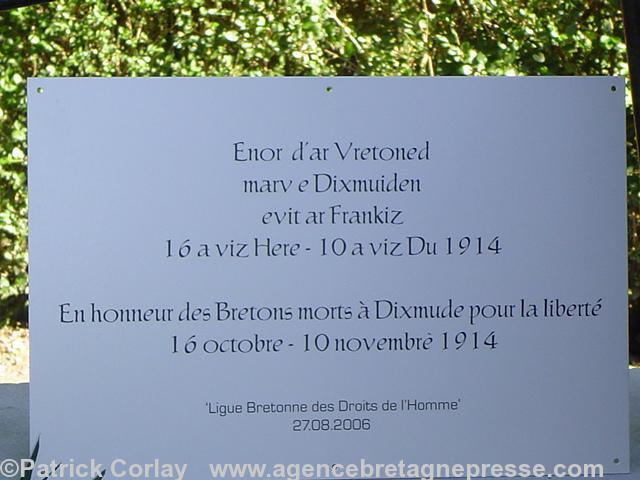 Enor d'ar Vretoned
marv e Dixmuiden
evit ar Frankiz
16 a viz Here - 10 a viz Du 1914
En honneur des Bretons morts à Dixmude pour la liberté
16 octobre - 10 novembrè 1914
'Ligue Bretonne des Droits de l'Homme'
27.08.2006
©Patrick Corlay www.agencebretagnepresse.com